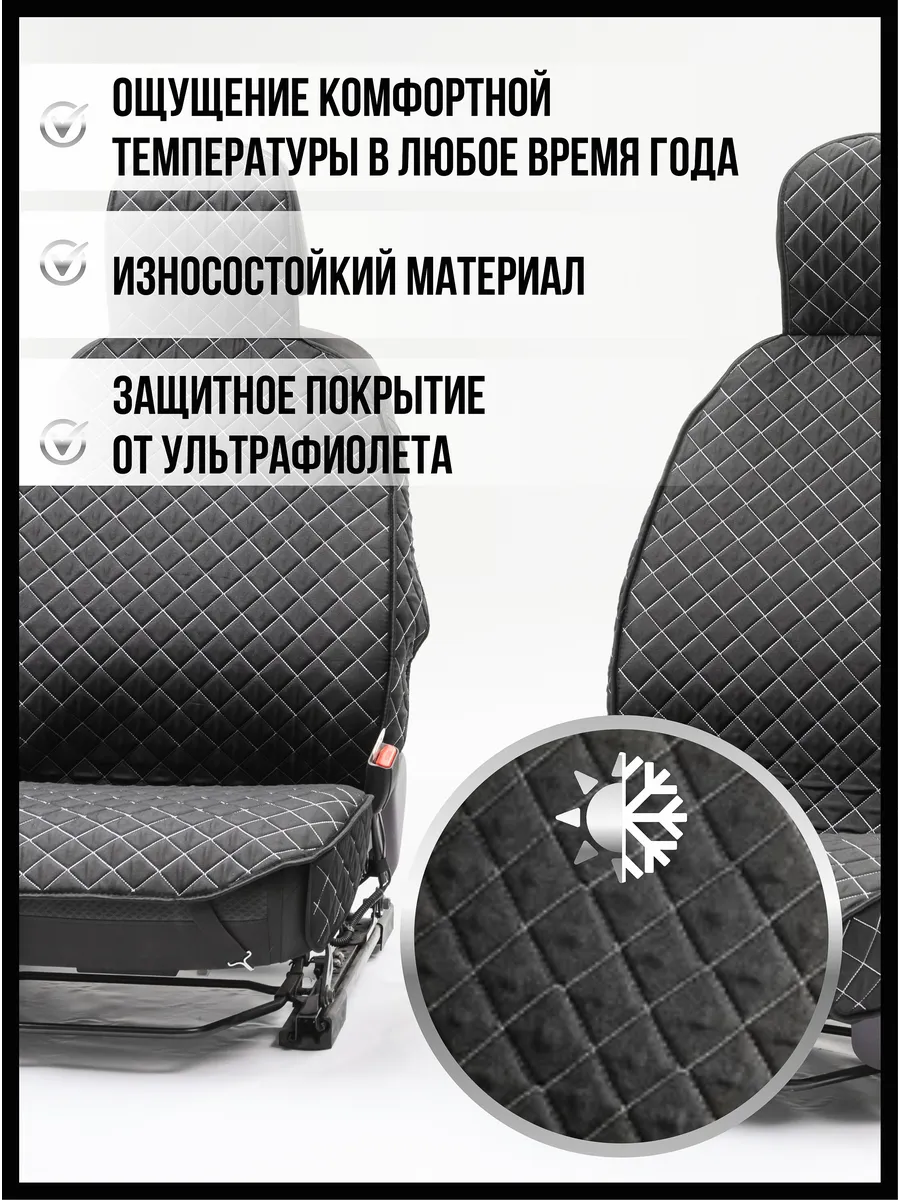 ОЩУЩЕНИЕ КОМФОРТНОЙ
ТЕМПЕРАТУРЫ В ЛЮБОЕ ВРЕМЯ ГОДА
ИЗНОСОСТОЙКИЙ МАТЕРИАЛ
ЗАЩИТНОЕ ПОКРЫТИЕ
ОТ УЛЬТРАФИОЛЕТА